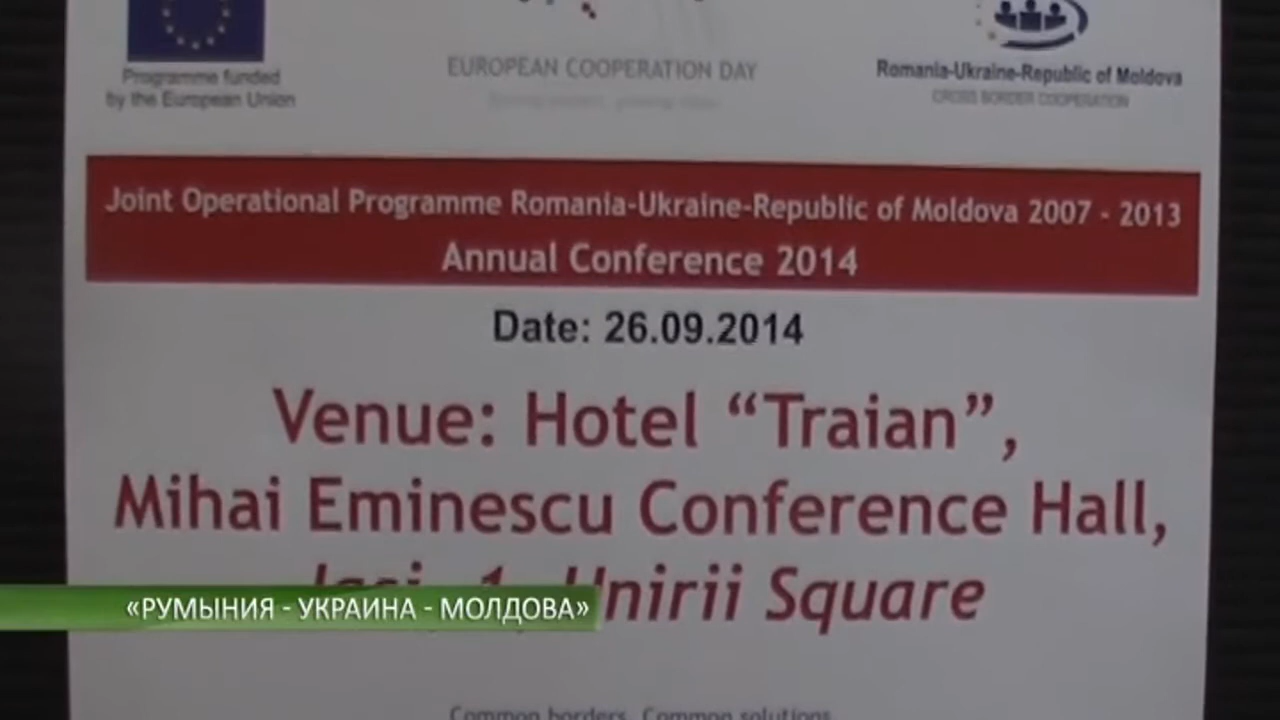 Programme funded
by the European Union
EUROPEAN COOPERATION DAY
Romania-Ukraine-Republic of Moldova
CROSS BORDER COOPERATION
Joint Operational Programme Romania-Ukraine-Republic of Moldova 2007 - 2013
Annual Conference 2014
Date: 26.09.2014
Venue: Hotel “Traian”,
Mihai Eminescu Conference Hall,
Iasi, 1, Unirii Square
«РУМЫНИЯ - УКРАИНА - МОЛДОВА»
Common borders. Common solutions.